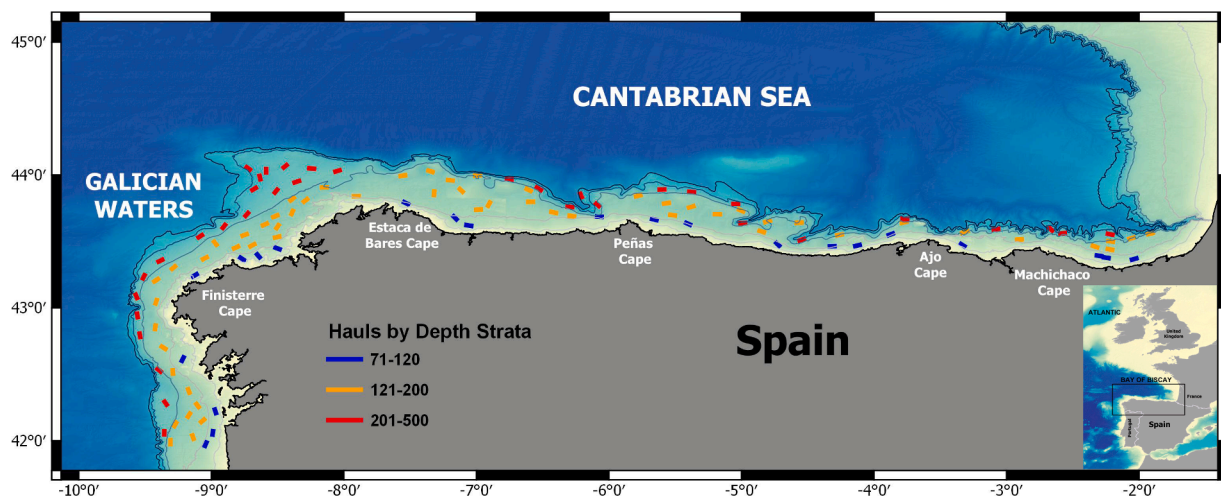 45°0′
44°0′
43°0′
42°0′
CANTABRIAN SEA
GALICIAN
WATERS
Estaca de
Bares Cape
Peñas
Cape
Ajo
Cape
Machichaco
Cape
Finisterre
Cape
Spain
Hauls by Depth Strata
71-120
121-200
201-500
ATLANTIC
United
Kingdom
BAY OF BISCAY
France
Portugal
Spain
-10°0′
-9°0′
-8°0′
-7°0′
-6°0′
-5°0′
-4°0′
-3°0′
-2°0′